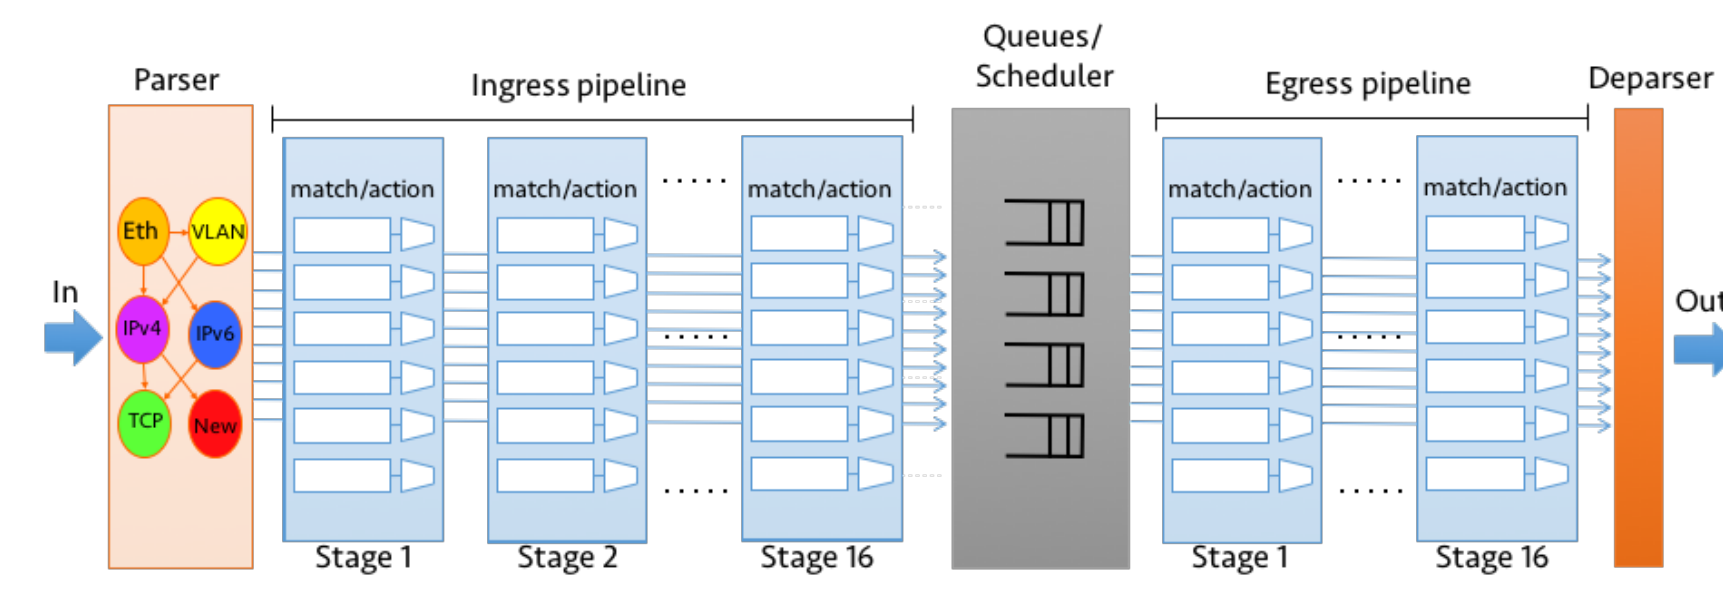 Queues/
Scheduler
Parser
Ingress pipeline
Egress pipeline
Deparser
match/action
match/action
.....
match/action
match/action
.....
match/action
Eth
VLAN
In
IPv4
IPv6
.....
.....
Out
TCP
New
.....
.....
Stage 1
Stage 2
Stage 16
Stage 1
Stage 16